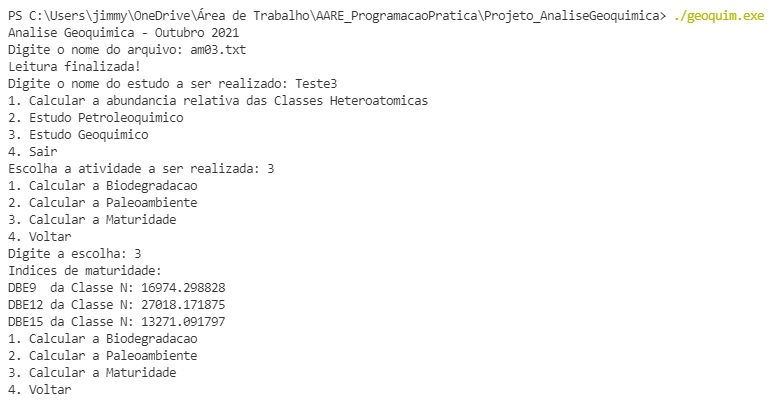 PS C:\Users\jimmy\OneDrive\Área de Trabalho\AARE_ProgramacaoPratica\Projeto_AnaliseGeoquimica> ./geoquim.exe
Analise Geoquimica - Outubro 2021
Digite o nome do arquivo: am03.txt
Leitura finalizada!
Digite o nome do estudo a ser realizado: Teste3
1. Calcular a abundancia relativa das Classes Heteroatomicas
2. Estudo Petroleoquimico
3. Estudo Geoquimico
4. Sair
Escolha a atividade a ser realizada: 3
1. Calcular a Biodegradacao
2. Calcular a Paleoambiente
3. Calcular a Maturidade
4. Voltar
Digite a escolha: 3
Indices de maturidade:
DBE9  da Classe N: 16974.298828
DBE12 da Classe N: 27018.171875
DBE15 da Classe N: 13271.091797
1. Calcular a Biodegradacao
2. Calcular a Paleoambiente
3. Calcular a Maturidade
4. Voltar